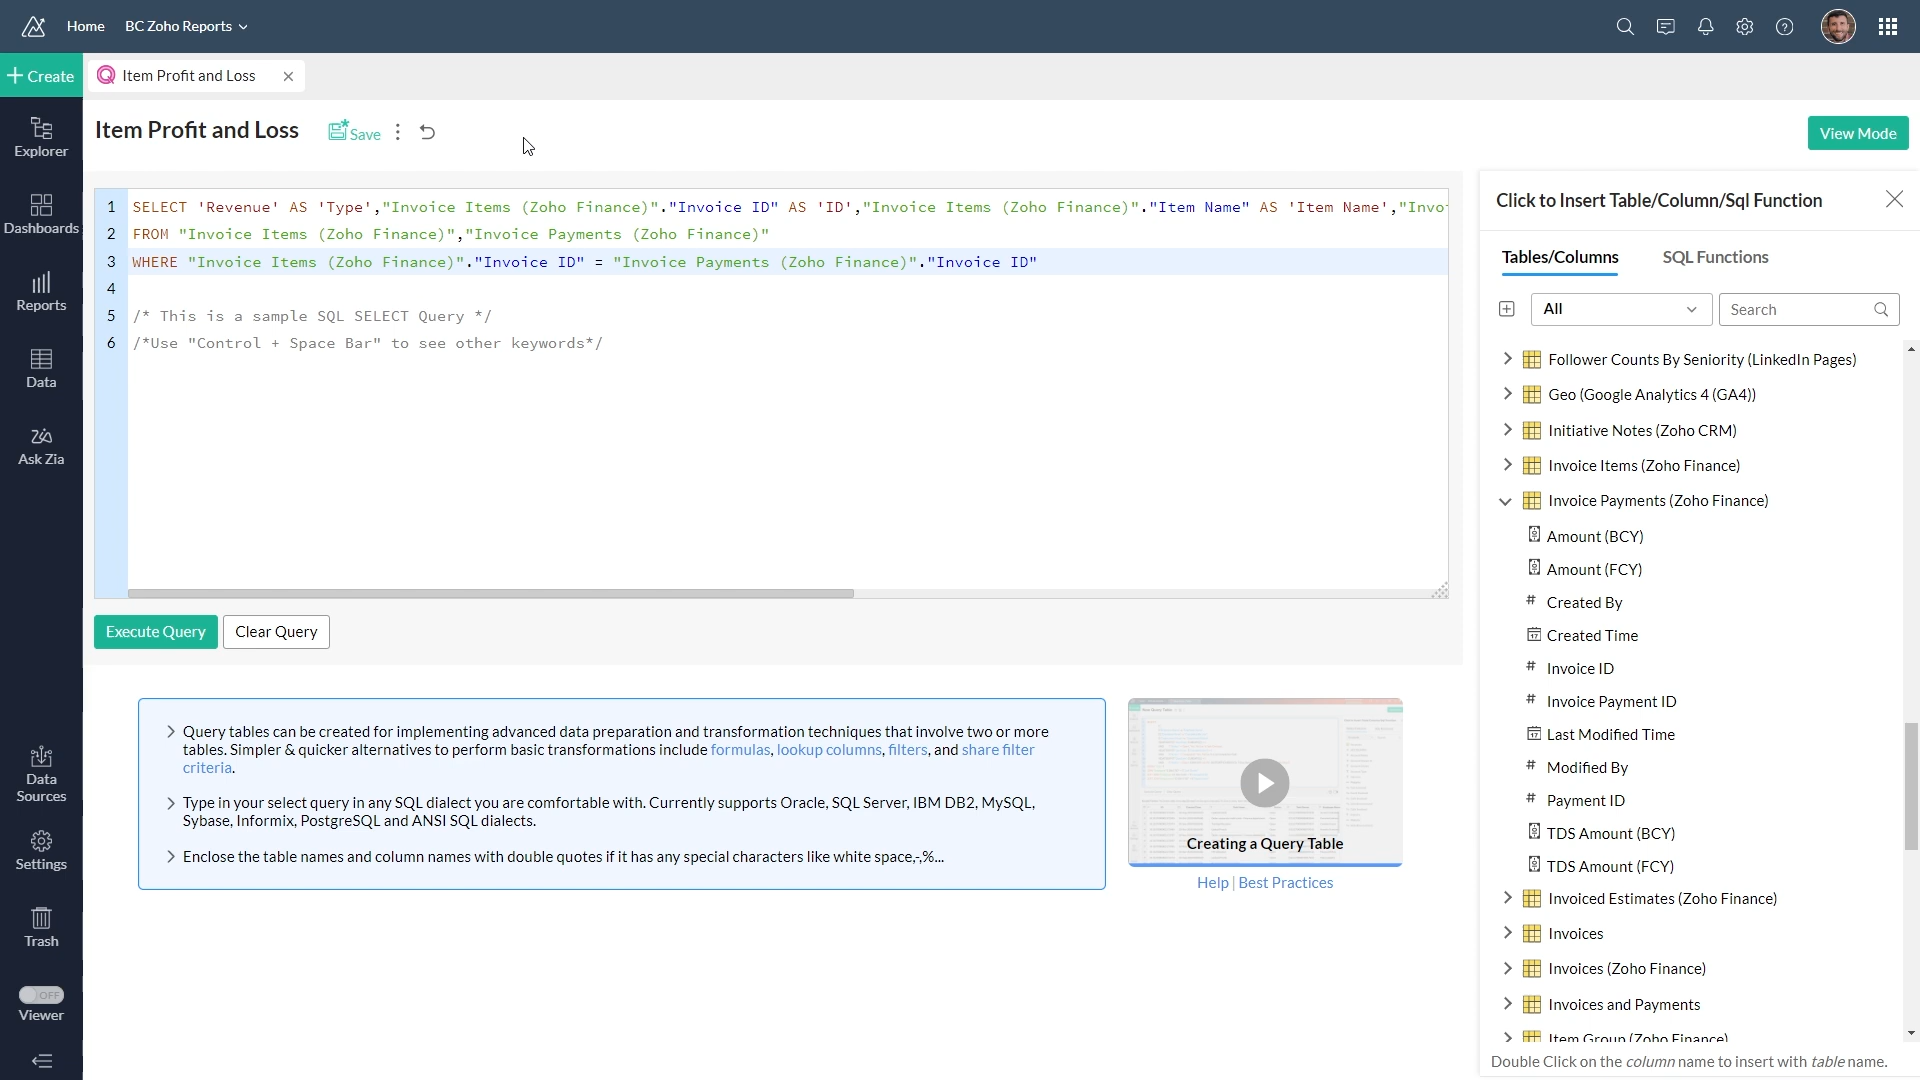 Home BC Zoho Reports
+ Create
Item Profit and Loss
Item Profit and Loss
Save
View Mode
Explorer
Dashboards
Reports
Data
Ask Zia
Data
Sources
Settings
Trash
OFF
Viewer
1 SELECT 'Revenue' AS 'Type',"Invoice Items (Zoho Finance)"."Invoice ID" AS 'ID',"Invoice Items (Zoho Finance)"."Item Name" AS 'Item Name',"Invo
2 FROM "Invoice Items (Zoho Finance)","Invoice Payments (Zoho Finance)"
3 WHERE "Invoice Items (Zoho Finance)"."Invoice ID" = "Invoice Payments (Zoho Finance)"."Invoice ID"
4
5 /* This is a sample SQL SELECT Query */
6 /*Use "Control + Space Bar" to see other keywords*/
Execute Query Clear Query
Query tables can be created for implementing advanced data preparation and transformation techniques that involve two or more
tables. Simpler & quicker alternatives to perform basic transformations include formulas, lookup columns, filters, and share filter
criteria.
Type in your select query in any SQL dialect you are comfortable with. Currently supports Oracle, SQL Server, IBM DB2, MySQL,
Sybase, Informix, PostgreSQL and ANSI SQL dialects.
Enclose the table names and column names with double quotes if it has any special characters like white space,-,%...
Creating a Query Table
Help | Best Practices
Click to Insert Table/Column/Sql Function
Tables/Columns SQL Functions
All Search
Follower Counts By Seniority (LinkedIn Pages)
Geo (Google Analytics 4 (GA4))
Initiative Notes (Zoho CRM)
Invoice Items (Zoho Finance)
Invoice Payments (Zoho Finance)
Amount (BCY)
Amount (FCY)
# Created By
Created Time
# Invoice ID
# Invoice Payment ID
Last Modified Time
# Modified By
# Payment ID
TDS Amount (BCY)
TDS Amount (FCY)
Invoiced Estimates (Zoho Finance)
Invoices
Invoices (Zoho Finance)
Invoices and Payments
Item Group (Zoho Finance)
Double Click on the column name to insert with table name.